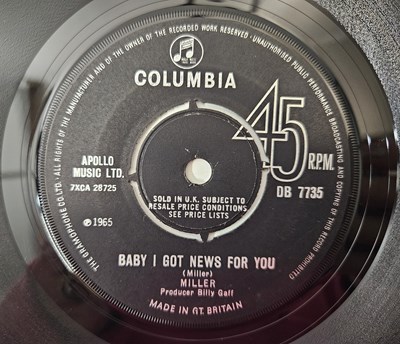 THE GRAMOPHONE CO. LTD. · ALL RIGHTS OF THE MANUFACTURER AND OF THE OWNER OF THE RECORDED WORK RESERVED · UNAUTHORISED PUBLIC PERFORMANCE BROADCASTING AND COPYING OF THIS RECORD PROHIBITED
COLUMBIA
45
R.P.M.
APOLLO
MUSIC LTD.
7XCA 28725
DB 7735
SOLD IN U.K. SUBJECT TO
RESALE PRICE CONDITIONS
SEE PRICE LISTS
℗1965
BABY I GOT NEWS FOR YOU
(Miller)
MILLER
Producer Billy Gaff
MADE IN GT. BRITAIN